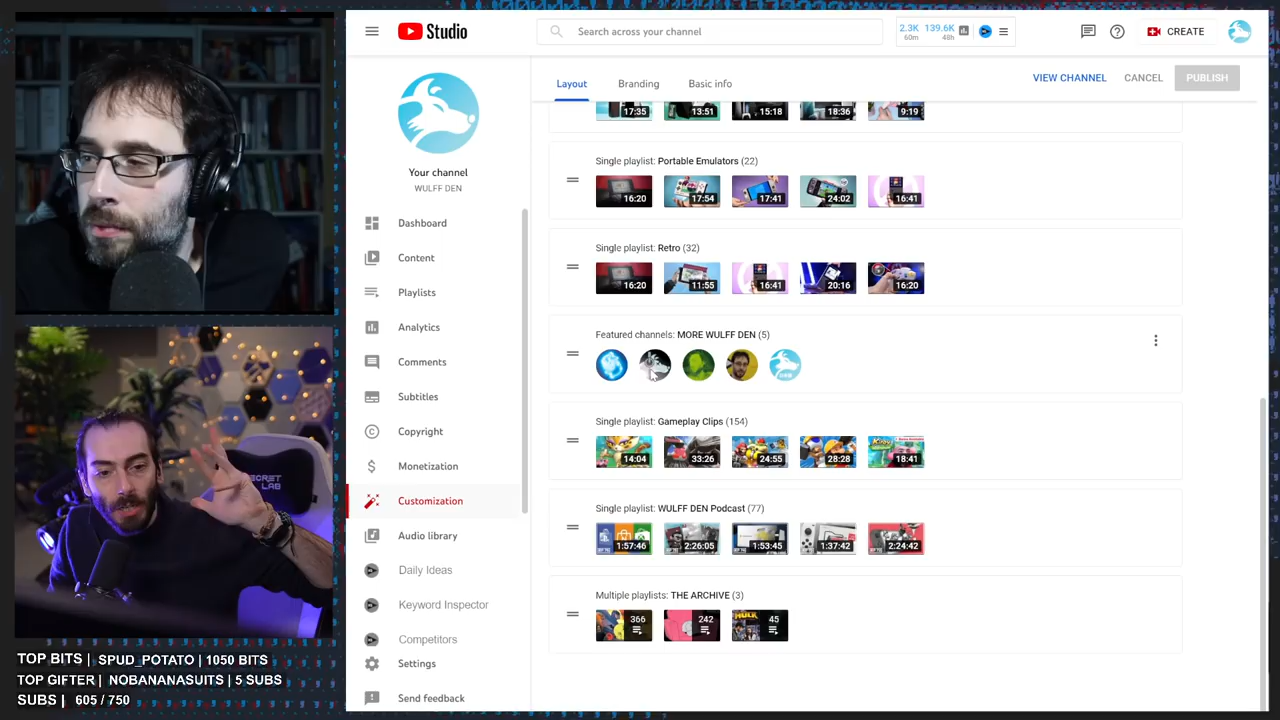 Studio
Search across your channel
2.3K 139.6K
60m 48h
CREATE
Your channel
WULFF DEN
Dashboard
Content
Playlists
Analytics
Comments
Subtitles
Copyright
Monetization
Customization
Audio library
Daily Ideas
Keyword Inspector
Competitors
Settings
Send feedback
Layout Branding Basic info
VIEW CHANNEL CANCEL PUBLISH
17:35 13:51 15:18 18:36 9:19
Single playlist: Portable Emulators (22)
16:20 17:54 17:41 24:02 16:41
Single playlist: Retro (32)
16:20 11:55 16:41 20:16 16:20
Featured channels: MORE WULFF DEN (5)
Single playlist: Gameplay Clips (154)
14:04 33:26 24:55 28:28 18:41
Single playlist: WULFF DEN Podcast (77)
1:57:46 2:26:05 1:53:45 1:37:42 2:24:42
Multiple playlists: THE ARCHIVE (3)
366 242 45
HULK
SECRET
LAB
TOP BITS | OPUD_POTATO | 1050 BITS
TOP GIFTER | NOBANANASUITS | 5 SUBS
SUBS | 605 / 750